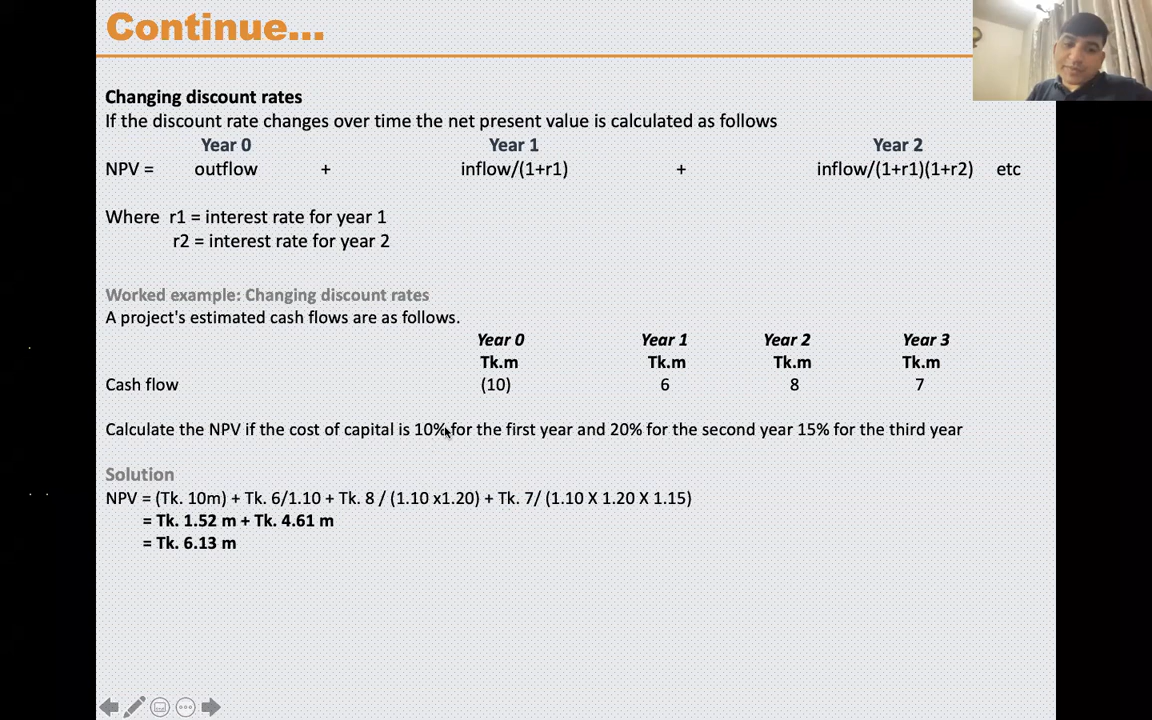 Continue...
Changing discount rates
If the discount rate changes over time the net present value is calculated as follows
Year 0 Year 1 Year 2
NPV = outflow + inflow/(1+r1) + inflow/(1+r1)(1+r2) etc
Where r1 = interest rate for year 1
r2 = interest rate for year 2
Worked example: Changing discount rates
A project's estimated cash flows are as follows.
Year 0 Year 1 Year 2 Year 3
Tk.m Tk.m Tk.m Tk.m
Cash flow (10) 6 8 7
Calculate the NPV if the cost of capital is 10% for the first year and 20% for the second year 15% for the third year
Solution
NPV = (Tk. 10m) + Tk. 6/1.10 + Tk. 8 / (1.10 x1.20) + Tk. 7/ (1.10 X 1.20 X 1.15)
= Tk. 1.52 m + Tk. 4.61 m
= Tk. 6.13 m